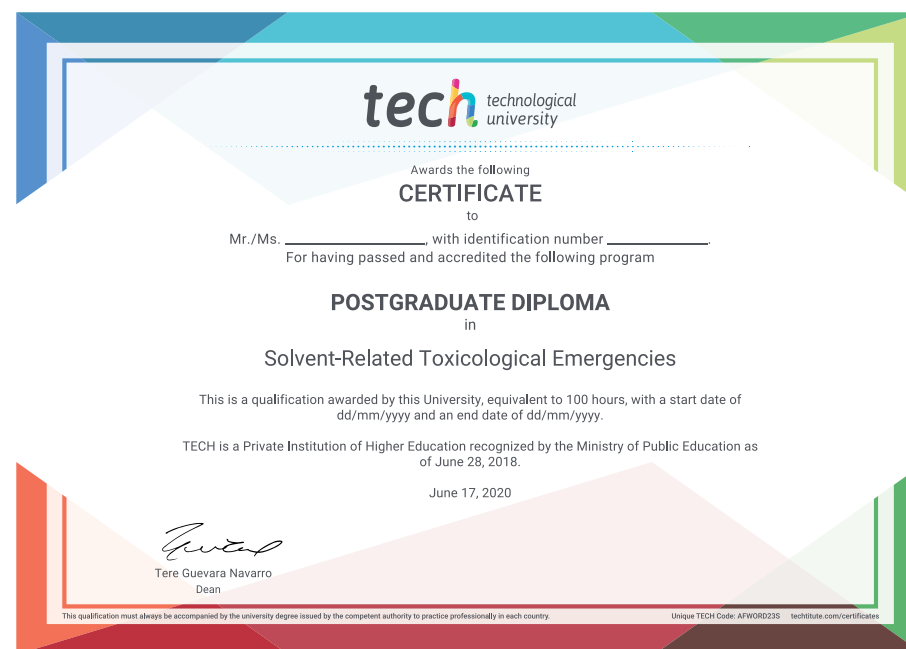 tech technological
university
Awards the following
CERTIFICATE
to
Mr./Ms. ____________________, with identification number ______________.
For having passed and accredited the following program
POSTGRADUATE DIPLOMA
in
Solvent-Related Toxicological Emergencies
This is a qualification awarded by this University, equivalent to 100 hours, with a start date of
dd/mm/yyyy and an end date of dd/mm/yyyy.
TECH is a Private Institution of Higher Education recognized by the Ministry of Public Education as
of June 28, 2018.
June 17, 2020
Tere Guevara Navarro
Dean
This qualification must always be accompanied by the university degree issued by the competent authority to practice professionally in each country.
Unique TECH Code: AFWORD23S techtitute.com/certificates